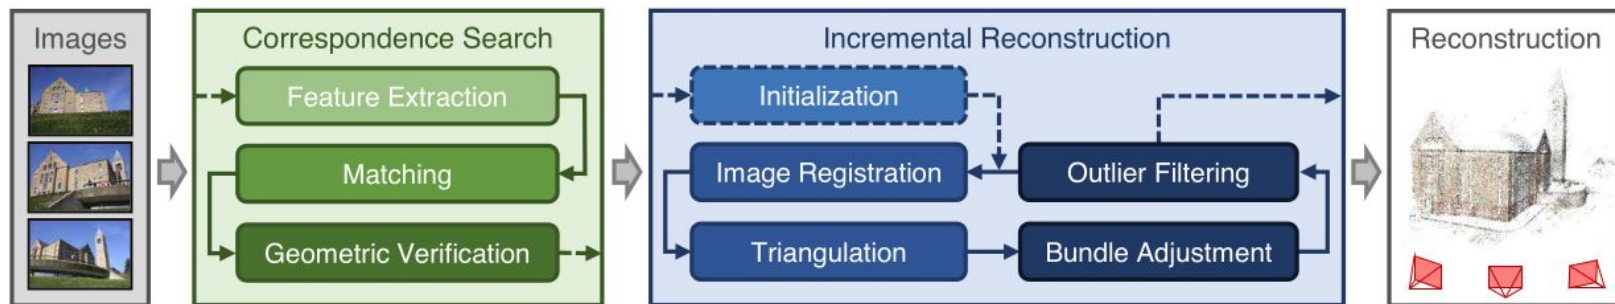 Images
Correspondence Search
Feature Extraction
Matching
Geometric Verification
Incremental Reconstruction
Initialization
Image Registration
Outlier Filtering
Triangulation
Bundle Adjustment
Reconstruction